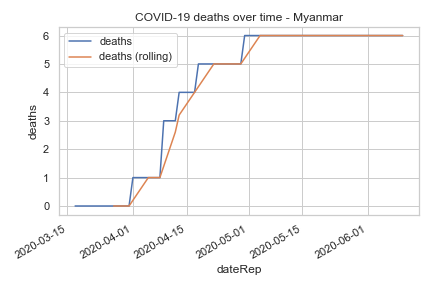 COVID-19 deaths over time - Myanmar
deaths
deaths (rolling)
6
5
4
3
2
1
0
deaths
2020-03-15
2020-04-01
2020-04-15
2020-05-01
2020-05-15
2020-06-01
dateRep